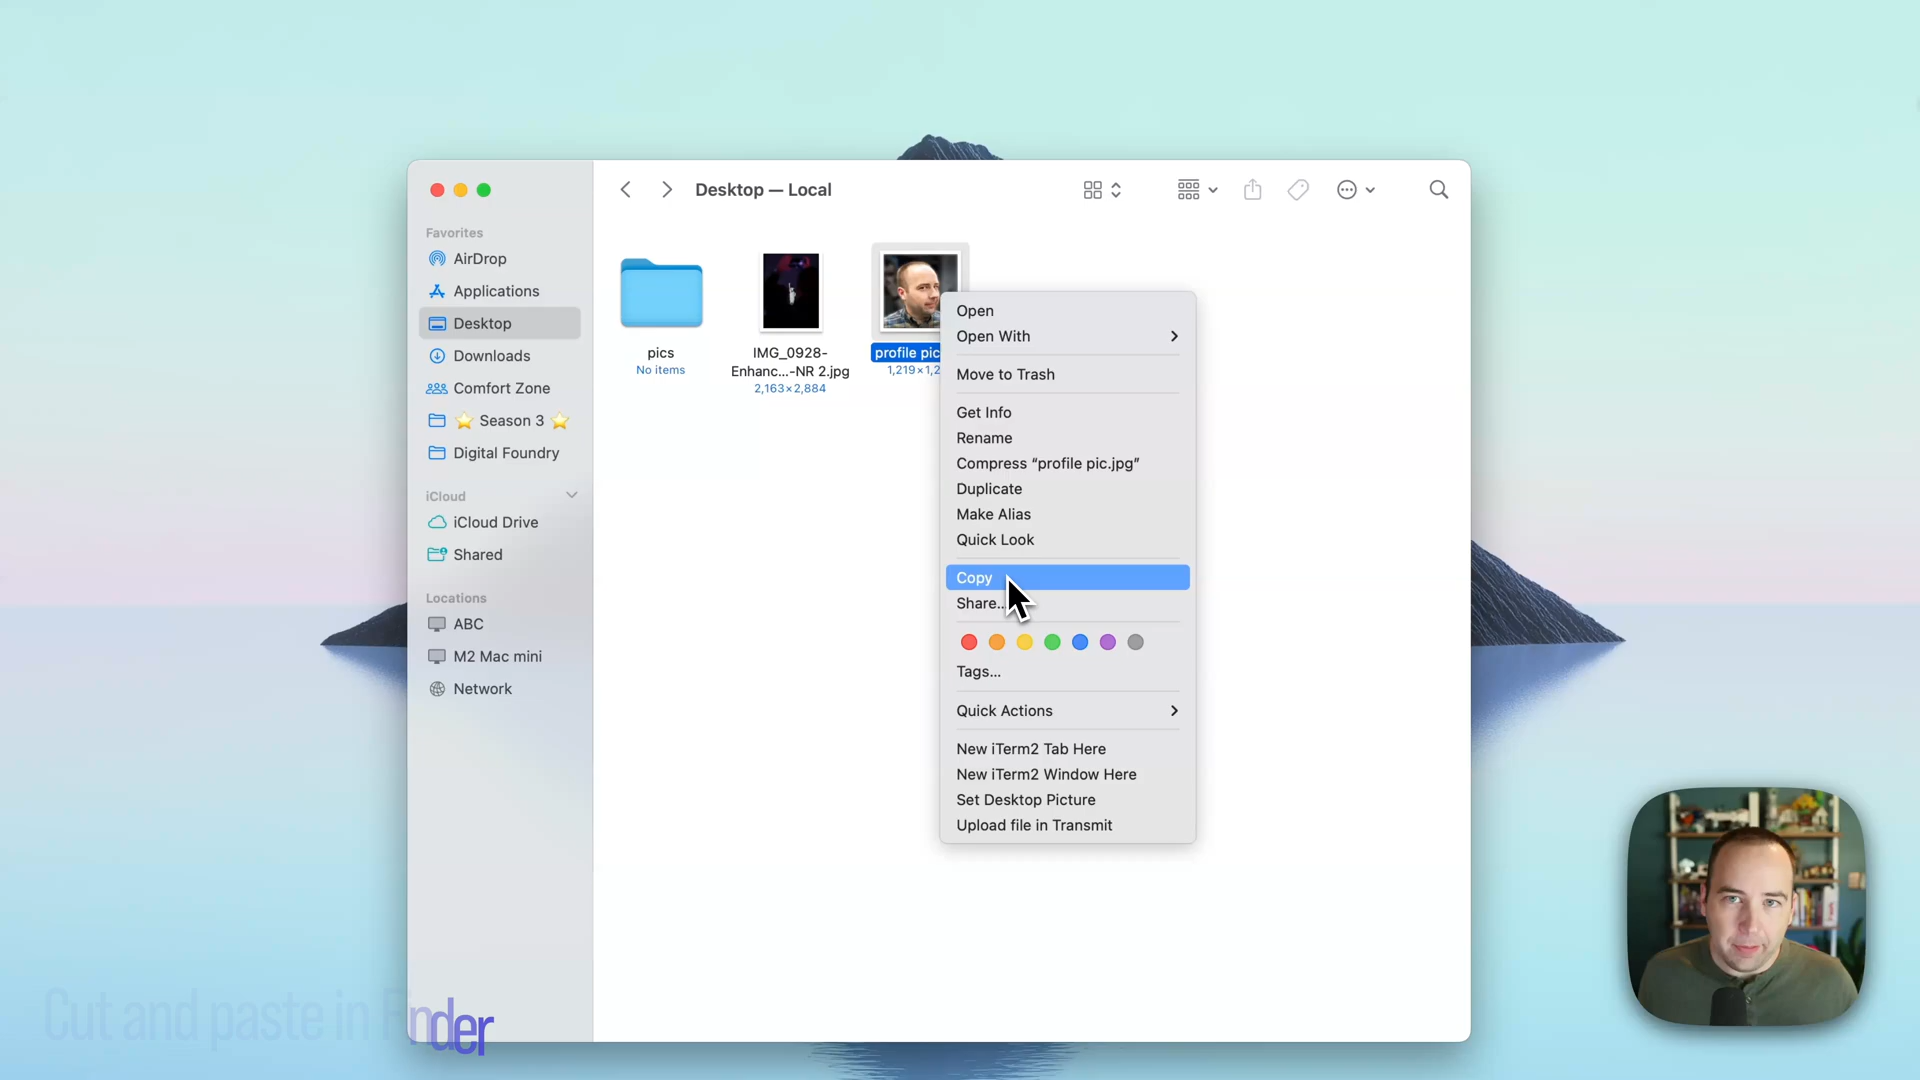 Desktop — Local
Favorites
AirDrop
Applications
Desktop
Downloads
Comfort Zone
⭐ Season 3 ⭐
Digital Foundry
iCloud
iCloud Drive
Shared
Locations
ABC
M2 Mac mini
Network
pics
No items
IMG_0928-
Enhanc...-NR 2.jpg
2,163×2,884
profile pic
1,219×1,2
Open
Open With
Move to Trash
Get Info
Rename
Compress “profile pic.jpg”
Duplicate
Make Alias
Quick Look
Copy
Share...
Tags...
Quick Actions
New iTerm2 Tab Here
New iTerm2 Window Here
Set Desktop Picture
Upload file in Transmit
Cut and paste in Finder